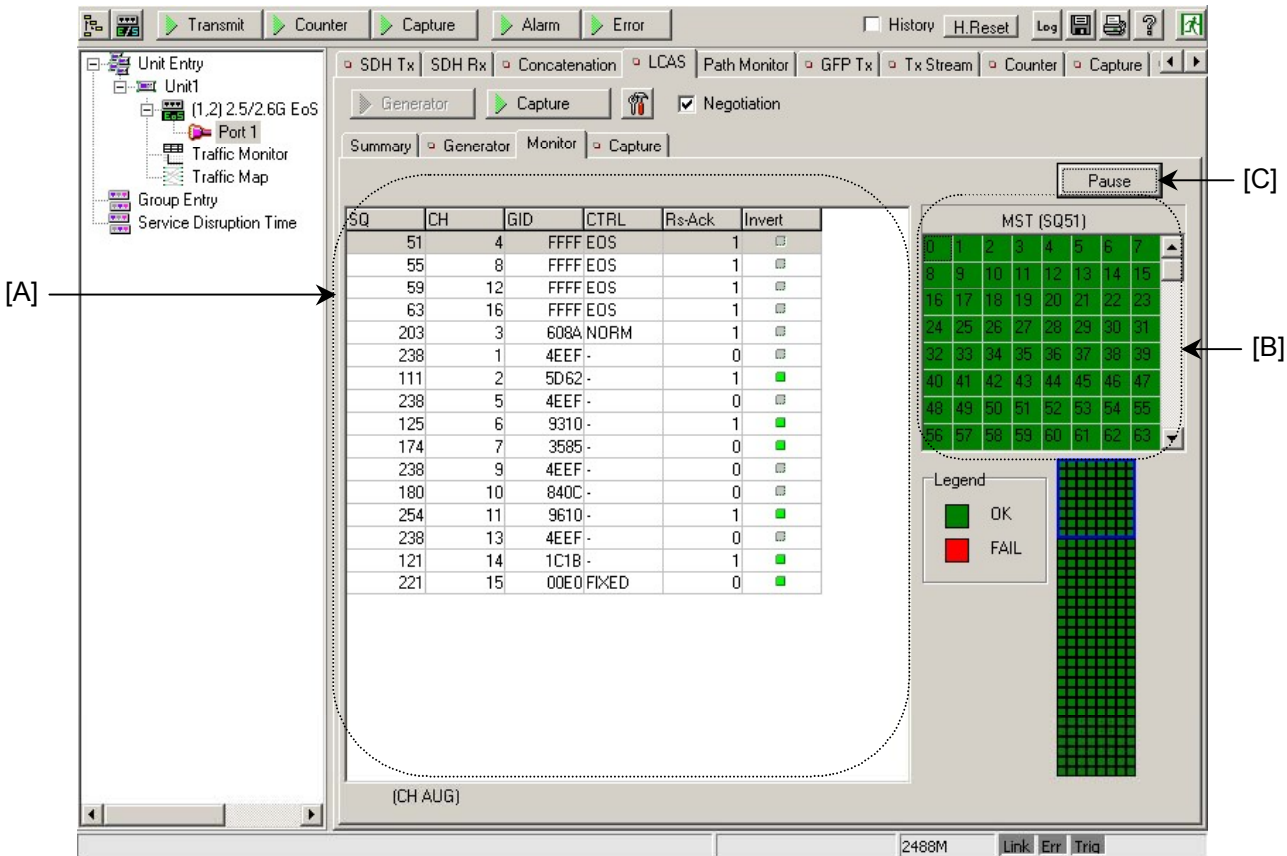 Transmit Counter Capture Alarm Error History H.Reset Log
Unit Entry
Unit1
(1,2) 2.5/2.6G EoS
Port 1
Traffic Monitor
Traffic Map
Group Entry
Service Disruption Time
SDH Tx SDH Rx Concatenation LCAS Path Monitor GFP Tx Tx Stream Counter Capture
Generator Capture Negotiation
Summary Generator Monitor Capture
Pause
[C]
[A]
[B]
SQ CH GID CTRL Rs-Ack Invert
51 4 FFFF EOS 1
55 8 FFFF EOS 1
59 12 FFFF EOS 1
63 16 FFFF EOS 1
203 3 608A NORM 1
238 1 4EEF - 0
111 2 5D62 - 1
238 5 4EEF - 0
125 6 9310 - 1
174 7 3585 - 0
238 9 4EEF - 0
180 10 840C - 0
254 11 9610 - 1
238 13 4EEF - 0
121 14 1C1B - 1
221 15 00E0 FIXED 0
(CH AUG)
MST (SQ51)
0 1 2 3 4 5 6 7
8 9 10 11 12 13 14 15
16 17 18 19 20 21 22 23
24 25 26 27 28 29 30 31
32 33 34 35 36 37 38 39
40 41 42 43 44 45 46 47
48 49 50 51 52 53 54 55
56 57 58 59 60 61 62 63
Legend
OK
FAIL
2488M Link Err Trig